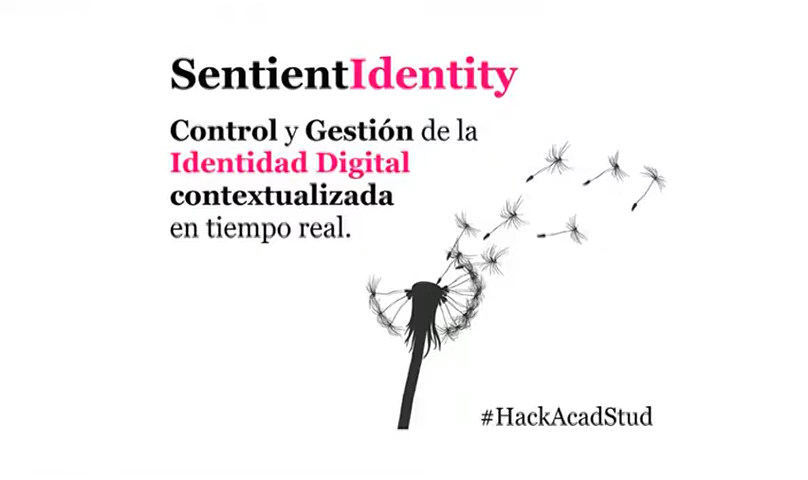 SentientIdentity
Control y Gestión de la
Identidad Digital
contextualizada
en tiempo real.
#HackAcadStud